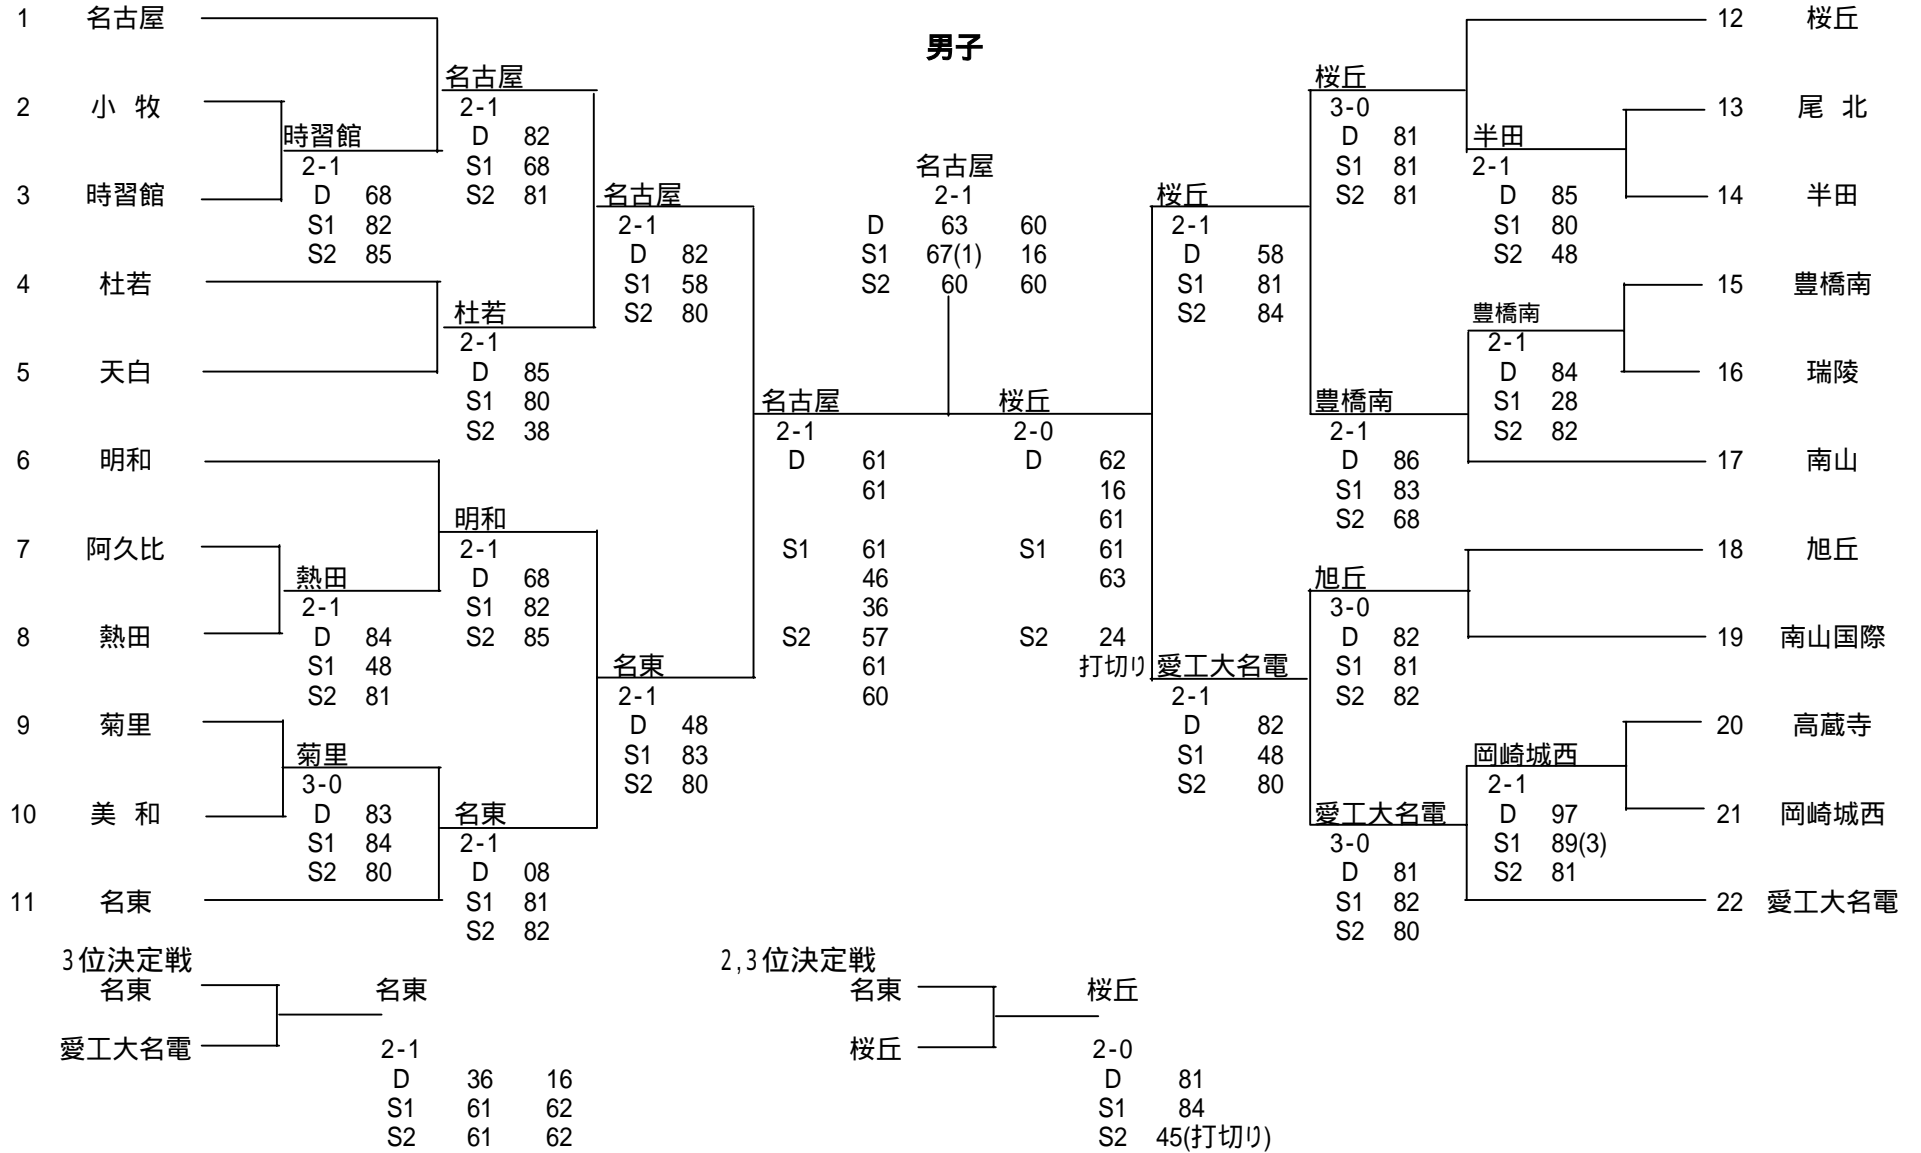 男子
1 名古屋
2 小 牧
3 時習館
4 杜若
5 天白
6 明和
7 阿久比
8 熱田
9 菊里
10 美 和
11 名東
時習館
2-1
D 68
S1 82
S2 85
熱田
2-1
D 84
S1 48
S2 81
菊里
3-0
D 83
S1 84
S2 80
名古屋
2-1
D 82
S1 68
S2 81
杜若
2-1
D 85
S1 80
S2 38
明和
2-1
D 68
S1 82
S2 85
名東
2-1
D 08
S1 81
S2 82
名古屋
2-1
D 82
S1 58
S2 80
名東
2-1
D 48
S1 83
S2 80
名古屋
2-1
D 61
61
S1 61
46
36
S2 57
61
60
名古屋
2-1
D 63 60
S1 67(1) 16
S2 60 60
桜丘
2-0
D 62
16
61
S1 61
63
S2 24
打切り
桜丘
2-1
D 58
S1 81
S2 84
愛工大名電
2-1
D 82
S1 48
S2 80
桜丘
3-0
D 81
S1 81
S2 81
豊橋南
2-1
D 86
S1 83
S2 68
旭丘
3-0
D 82
S1 81
S2 82
愛工大名電
3-0
D 81
S1 82
S2 80
半田
2-1
D 85
S1 80
S2 48
豊橋南
2-1
D 84
S1 28
S2 82
岡崎城西
2-1
D 97
S1 89(3)
S2 81
12 桜丘
13 尾 北
14 半田
15 豊橋南
16 瑞陵
17 南山
18 旭丘
19 南山国際
20 高蔵寺
21 岡崎城西
22 愛工大名電
3位決定戦
名東
愛工大名電
名東
2-1
D 36 16
S1 61 62
S2 61 62
2,3位決定戦
名東
桜丘
桜丘
2-0
D 81
S1 84
S2 45(打切り)